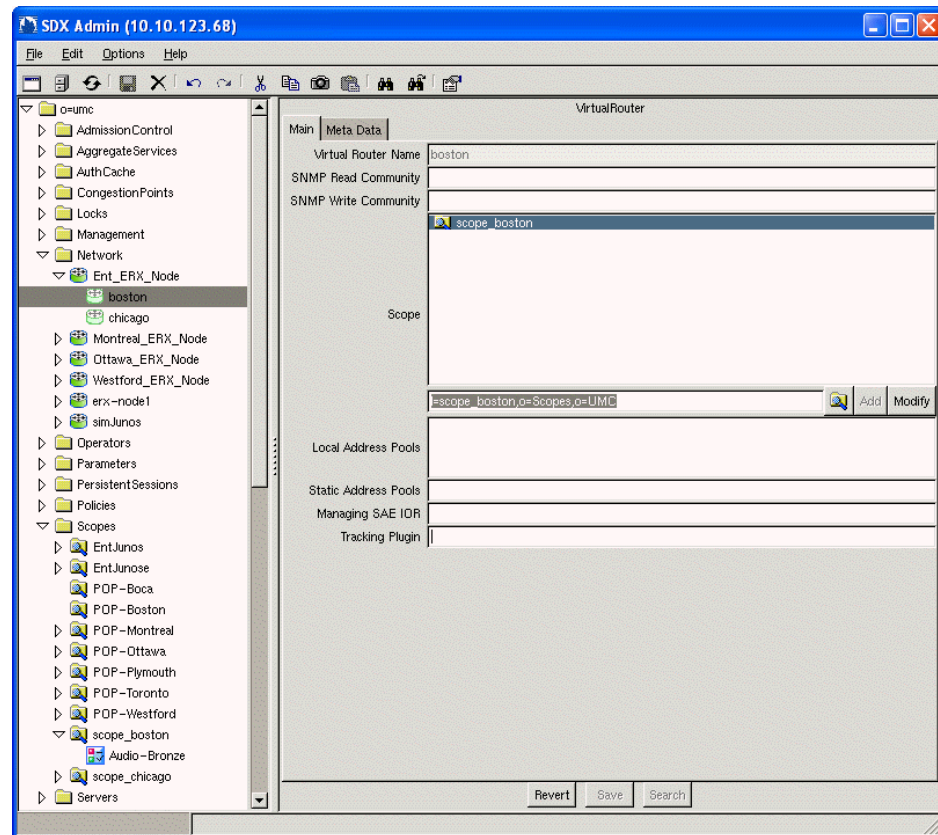 SDX Admin (10.10.123.68)
File Edit Options Help
o=umc
AdmissionControl
AggregateServices
AuthCache
CongestionPoints
Locks
Management
Network
Ent_ERX_Node
boston
chicago
Montreal_ERX_Node
Ottawa_ERX_Node
Westford_ERX_Node
erx-node1
simJunos
Operators
Parameters
PersistentSessions
Policies
Scopes
EntJunos
EntJunose
POP-Boca
POP-Boston
POP-Montreal
POP-Ottawa
POP-Plymouth
POP-Toronto
POP-Westford
scope_boston
Audio-Bronze
scope_chicago
Servers
VirtualRouter
Main Meta Data
Virtual Router Name boston
SNMP Read Community
SNMP Write Community
scope_boston
Scope
l=scope_boston,o=Scopes,o=UMC Add Modify
Local Address Pools
Static Address Pools
Managing SAE IOR
Tracking Plugin
Revert Save Search